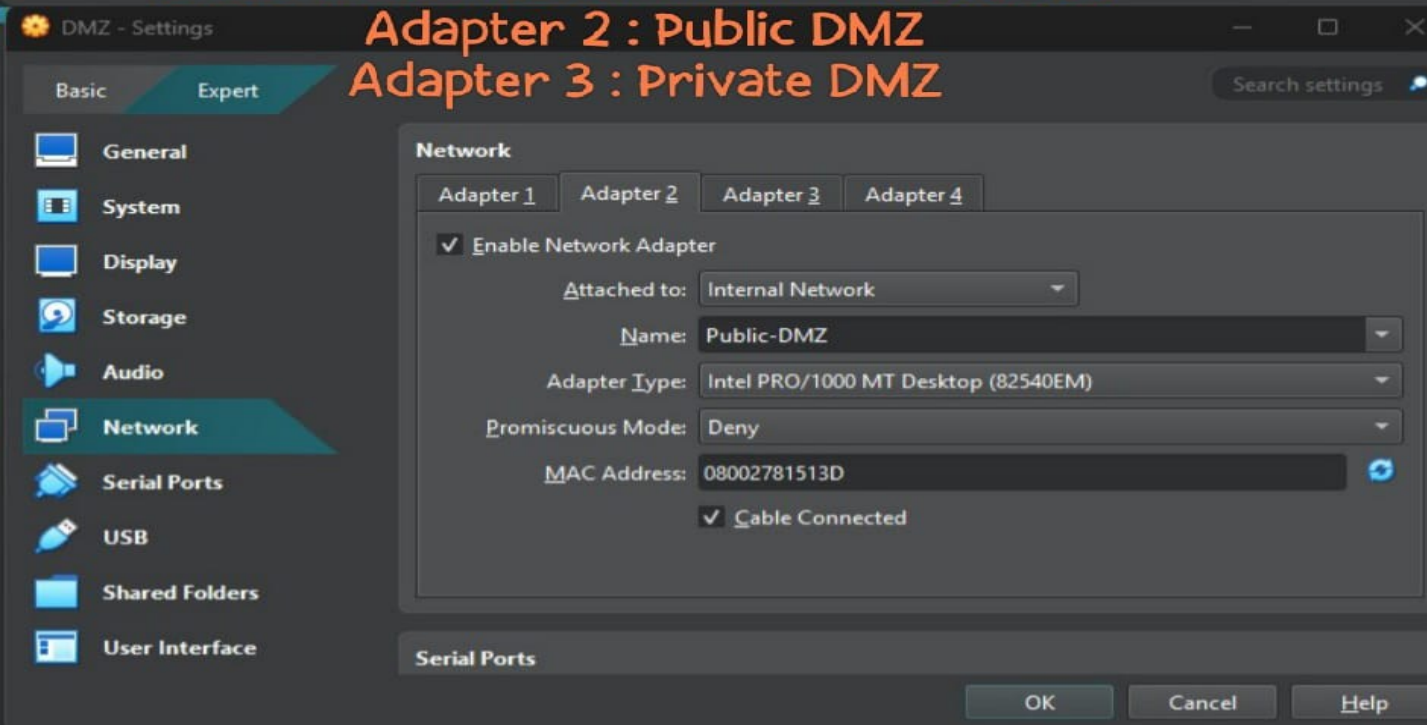 DMZ - Settings
Adapter 2 : Public DMZ
Adapter 3 : Private DMZ
Basic
Expert
Search settings
General
System
Display
Storage
Audio
Network
Serial Ports
USB
Shared Folders
User Interface
Network
Adapter 1
Adapter 2
Adapter 3
Adapter 4
Enable Network Adapter
Attached to: Internal Network
Name: Public-DMZ
Adapter Type: Intel PRO/1000 MT Desktop (82540EM)
Promiscuous Mode: Deny
MAC Address: 08002781513D
Cable Connected
Serial Ports
OK
Cancel
Help